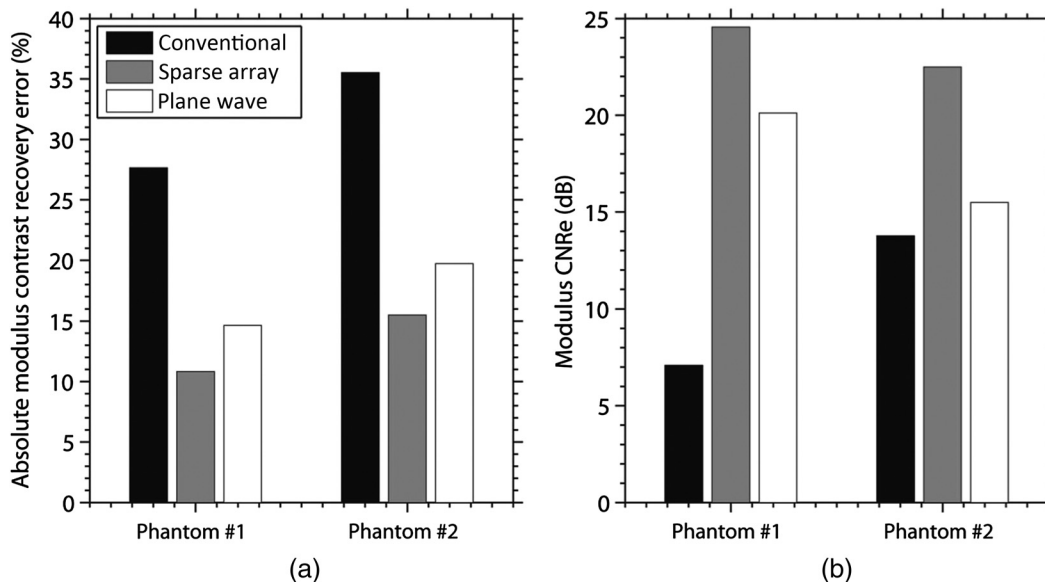 Absolute modulus contrast recovery error (%)
40
35
30
25
20
15
10
5
0
Conventional
Sparse array
Plane wave
Phantom #1
Phantom #2
(a)
Modulus CNRe (dB)
25
20
15
10
5
0
Phantom #1
Phantom #2
(b)